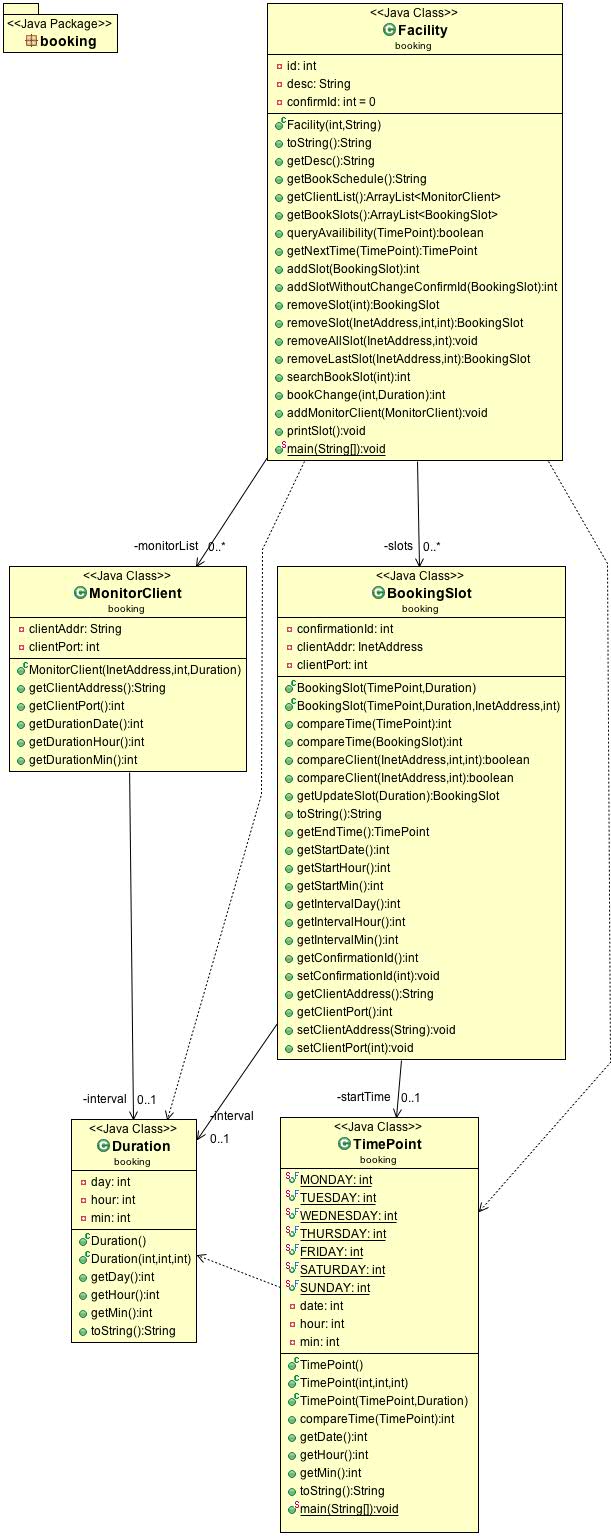 <<Java Package>>
booking
<<Java Class>>
Facility
booking
id: int
desc: String
confirmId: int = 0
Facility(int,String)
toString():String
getDesc():String
getBookSchedule():String
getClientList():ArrayList<MonitorClient>
getBookSlots():ArrayList<BookingSlot>
queryAvailibility(TimePoint):boolean
getNextTime(TimePoint):TimePoint
addSlot(BookingSlot):int
addSlotWithoutChangeConfirmId(BookingSlot):int
removeSlot(int):BookingSlot
removeSlot(InetAddress,int,int):BookingSlot
removeAllSlot(InetAddress,int):void
removeLastSlot(InetAddress,int):BookingSlot
searchBookSlot(int):int
bookChange(int,Duration):int
addMonitorClient(MonitorClient):void
printSlot():void
main(String[]):void
-monitorList 0..*
-slots 0..*
<<Java Class>>
MonitorClient
booking
clientAddr: String
clientPort: int
MonitorClient(InetAddress,int,Duration)
getClientAddress():String
getClientPort():int
getDurationDate():int
getDurationHour():int
getDurationMin():int
<<Java Class>>
BookingSlot
booking
confirmationId: int
clientAddr: InetAddress
clientPort: int
BookingSlot(TimePoint,Duration)
BookingSlot(TimePoint,Duration,InetAddress,int)
compareTime(TimePoint):int
compareTime(BookingSlot):int
compareClient(InetAddress,int,int):boolean
compareClient(InetAddress,int):boolean
getUpdateSlot(Duration):BookingSlot
toString():String
getEndTime():TimePoint
getStartDate():int
getStartHour():int
getStartMin():int
getIntervalDay():int
getIntervalHour():int
getIntervalMin():int
getConfirmationId():int
setConfirmationId(int):void
getClientAddress():String
getClientPort():int
setClientAddress(String):void
setClientPort(int):void
-interval 0..1
-interval
0..1
-startTime 0..1
<<Java Class>>
Duration
booking
day: int
hour: int
min: int
Duration()
Duration(int,int,int)
getDay():int
getHour():int
getMin():int
toString():String
<<Java Class>>
TimePoint
booking
MONDAY: int
TUESDAY: int
WEDNESDAY: int
THURSDAY: int
FRIDAY: int
SATURDAY: int
SUNDAY: int
date: int
hour: int
min: int
TimePoint()
TimePoint(int,int,int)
TimePoint(TimePoint,Duration)
compareTime(TimePoint):int
getDate():int
getHour():int
getMin():int
toString():String
main(String[]):void